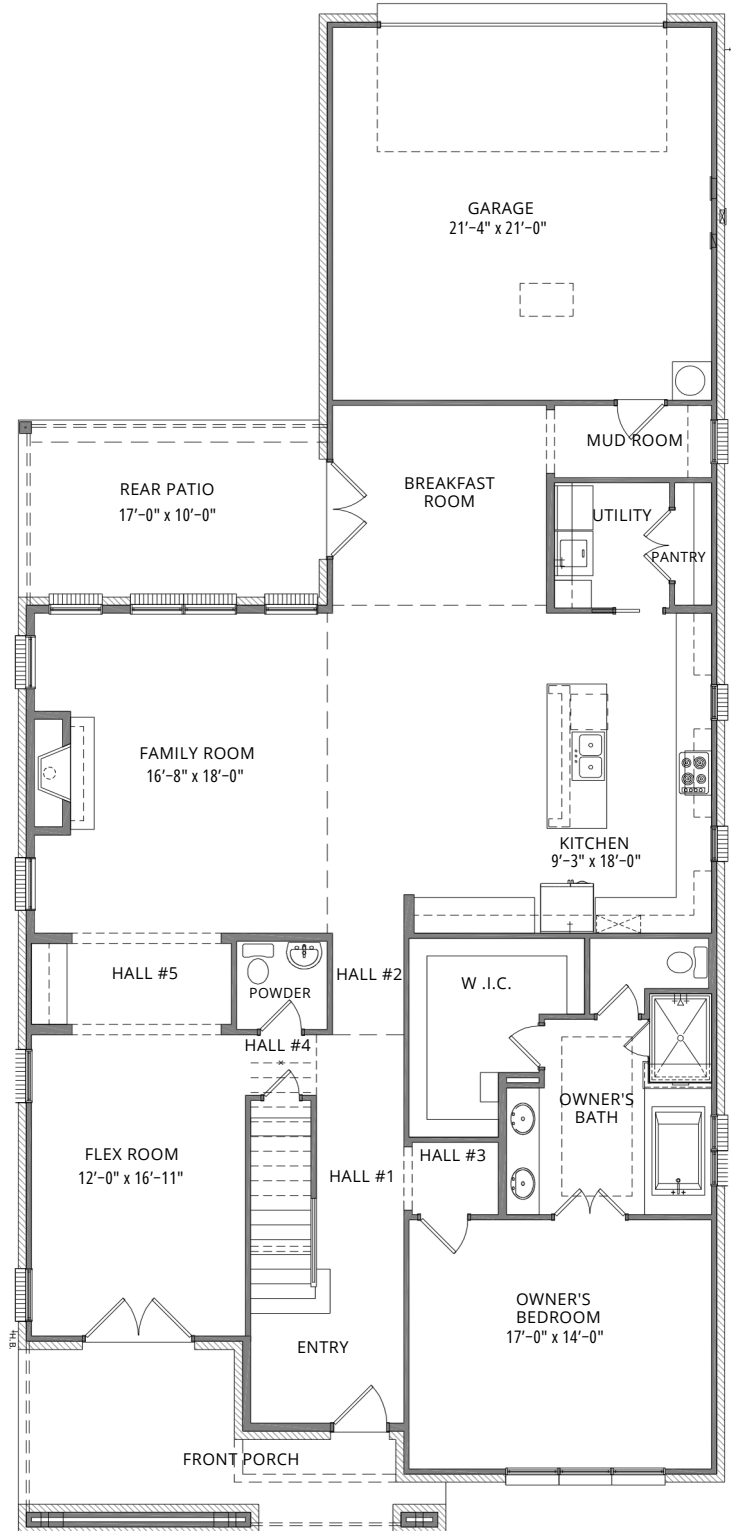 GARAGE
21'-4" x 21'-0"
MUD ROOM
BREAKFAST
ROOM
REAR PATIO
17'-0" x 10'-0"
UTILITY
PANTRY
FAMILY ROOM
16'-8" x 18'-0"
KITCHEN
9'-3" x 18'-0"
HALL #5
HALL #2
W .I.C.
POWDER
HALL #4
OWNER'S
BATH
FLEX ROOM
12'-0" x 16'-11"
HALL #3
HALL #1
OWNER'S
BEDROOM
17'-0" x 14'-0"
H.B.
ENTRY
FRONT PORCH